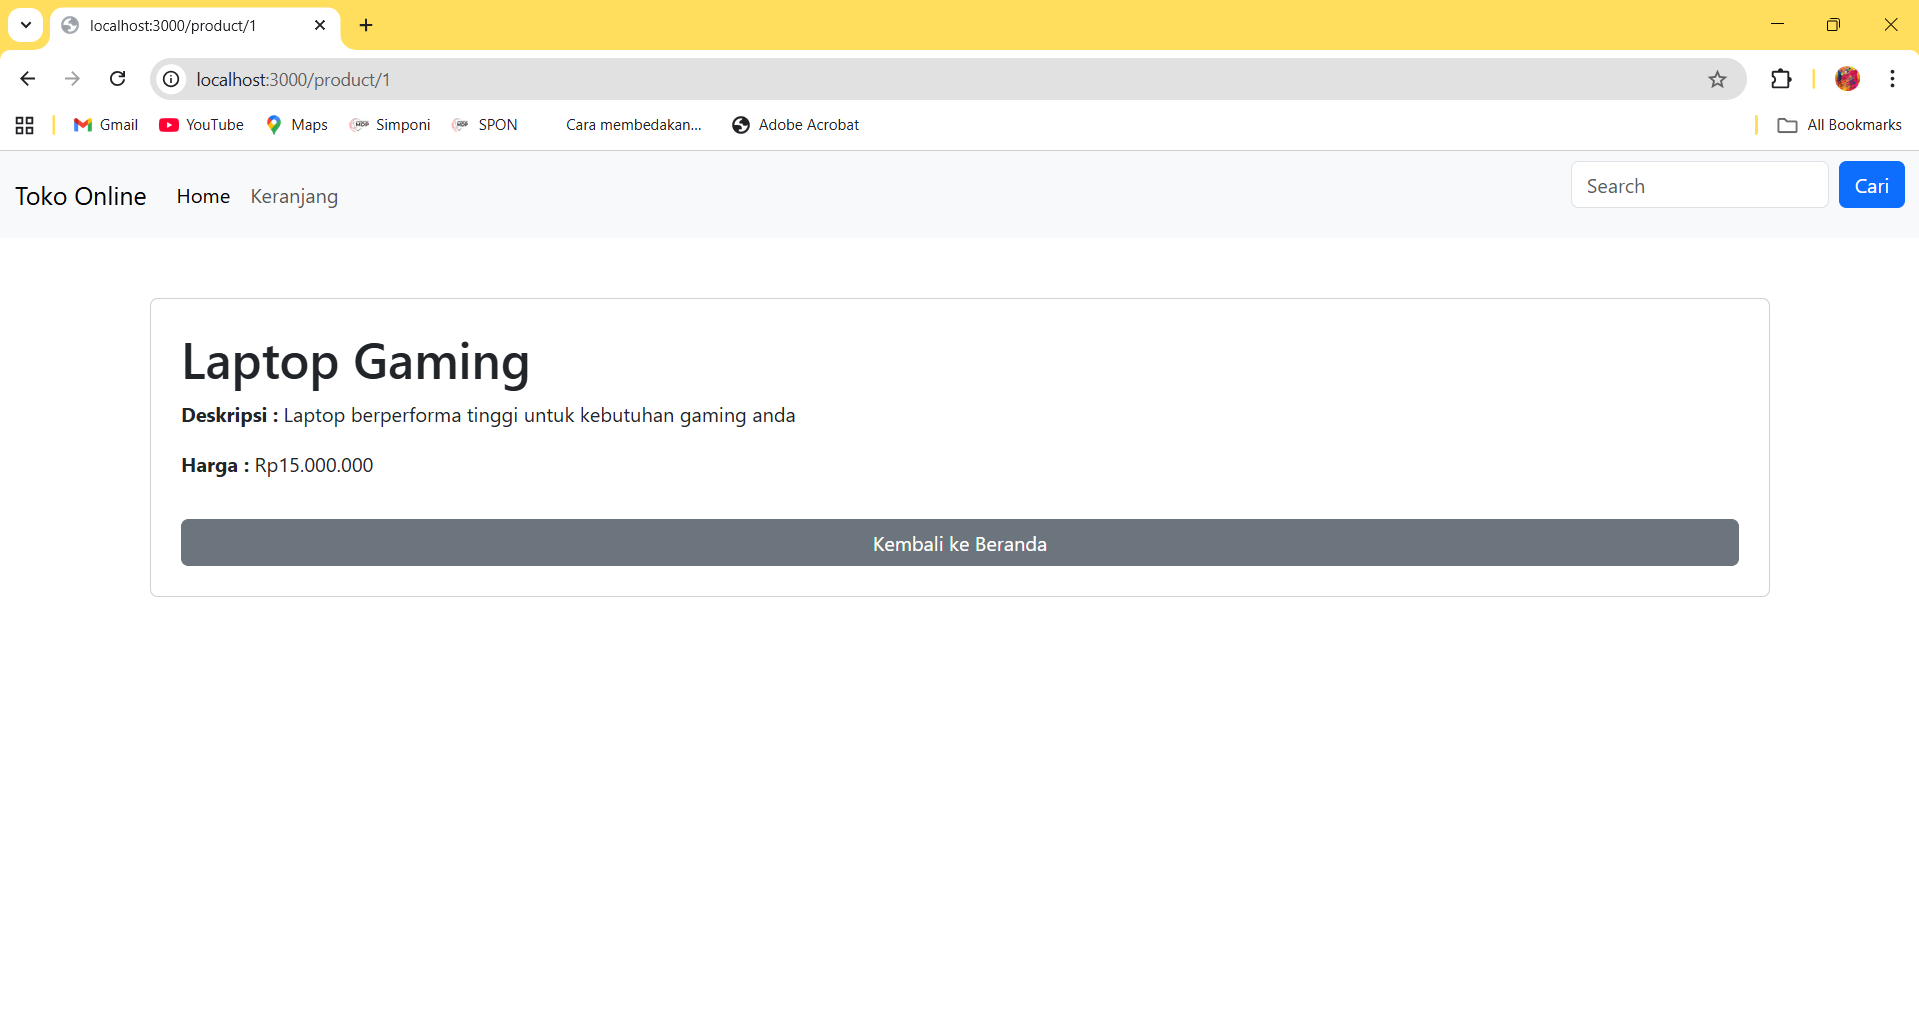 localhost:3000/product/1
localhost:3000/product/1
Gmail YouTube Maps Simponi SPON Cara membedakan... Adobe Acrobat All Bookmarks
Toko Online Home Keranjang Search Cari
Laptop Gaming
Deskripsi : Laptop berperforma tinggi untuk kebutuhan gaming anda
Harga : Rp15.000.000
Kembali ke Beranda